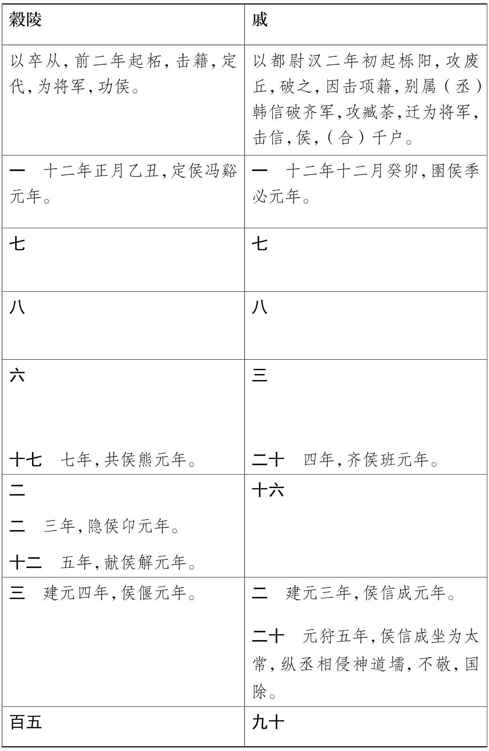 穀陵
戚
以卒从，前二年起柘，击籍，定
代，为将军，功侯。
以都尉汉二年初起栎阳，攻废
丘，破之，因击项籍，别属（丞）
韩信破齐军，攻臧荼，迁为将军，
击信，侯，（合）千户。
一　十二年正月乙丑，定侯冯谿
元年。
一　十二年十二月癸卯，圉侯季
必元年。
七
七
八
八
六
十七　七年，共侯熊元年。
三
二十　四年，齐侯班元年。
二
二　三年，隐侯卬元年。
十二　五年，献侯解元年。
十六
三　建元四年，侯偃元年。
二　建元三年，侯信成元年。
二十　元狩五年，侯信成坐为太
常，纵丞相侵神道壖，不敬，国
除。
百五
九十